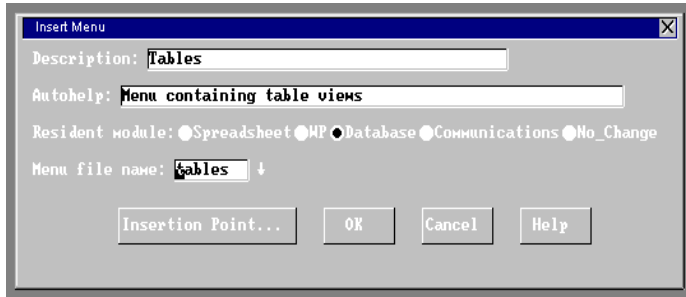 Insert Menu
Description: Tables
Autohelp: Menu containing table views
Resident module: Spreadsheet WP Database Communications No_Change
Menu file name: tables ↓
Insertion Point... OK Cancel Help